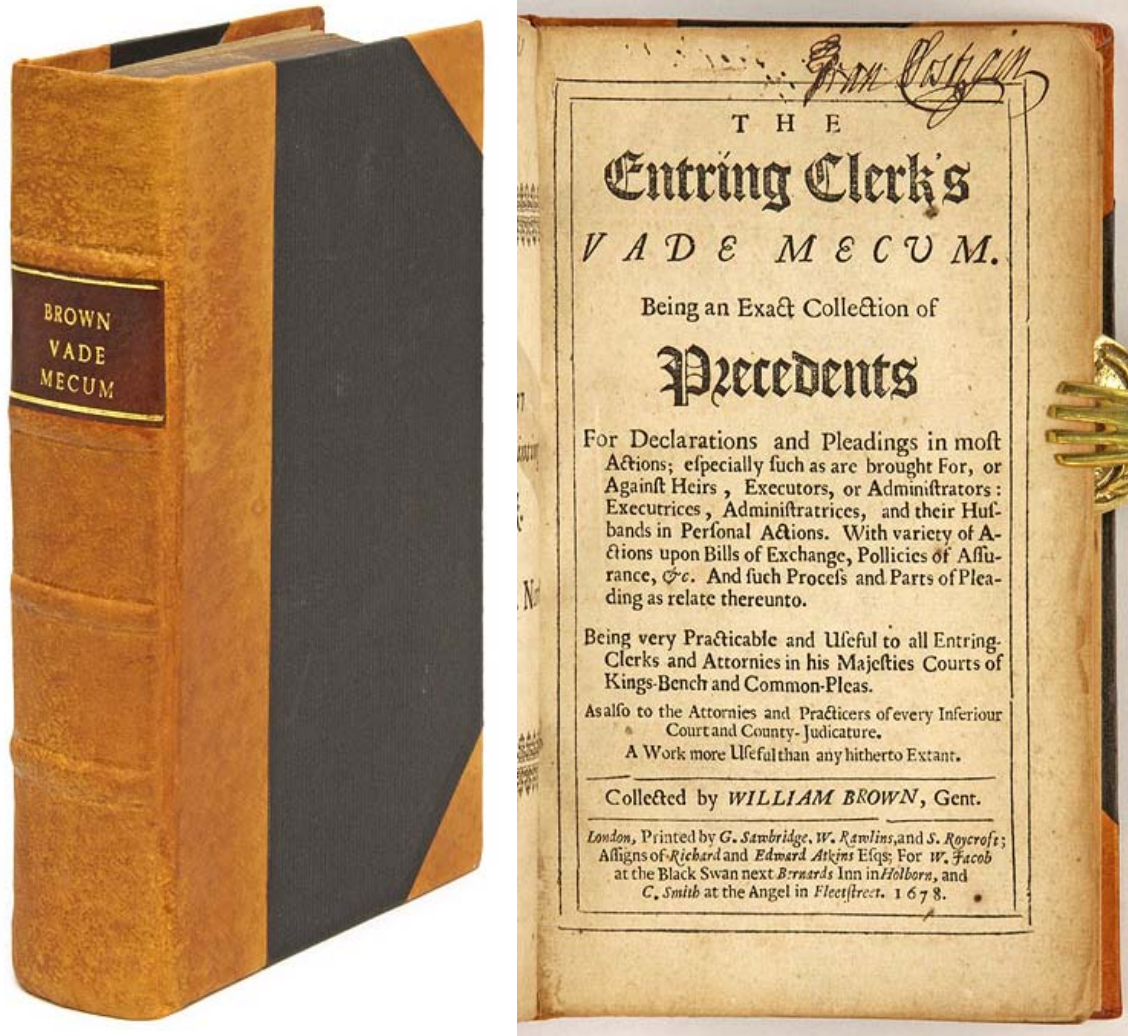 BROWN
VADE
MECUM
THE
Entring Clerk's
VADE MECUM.
Being an Exact Collection of
Precedents
For Declarations and Pleadings in moſt
Actions; eſpecially ſuch as are brought For, or
Againſt Heirs, Executors, or Adminiſtrators:
Executrices, Adminiſtratrices, and their Huſ-
bands in Perſonal Actions. With variety of A-
ctions upon Bills of Exchange, Pollicies of Aſſu-
rance, &c. And ſuch Proceſs and Parts of Plea-
ding as relate thereunto.
Being very Practicable and Uſeful to all Entring-
Clerks and Attornies in his Majeſties Courts of
Kings-Bench and Common-Pleas.
As alſo to the Attornies and Practicers of every Inferiour
Court and County-Judicature.
A Work more Uſeful than any hitherto Extant.
Collected by WILLIAM BROWN, Gent.
London, Printed by G. Sawbridge, W. Rawlins, and S. Roycroft;
Aſſigns of Richard and Edward Atkins Eſqs; For W. Jacob
at the Black Swan next Bernards Inn in Holborn, and
C. Smith at the Angel in Fleetſtreet. 1678.